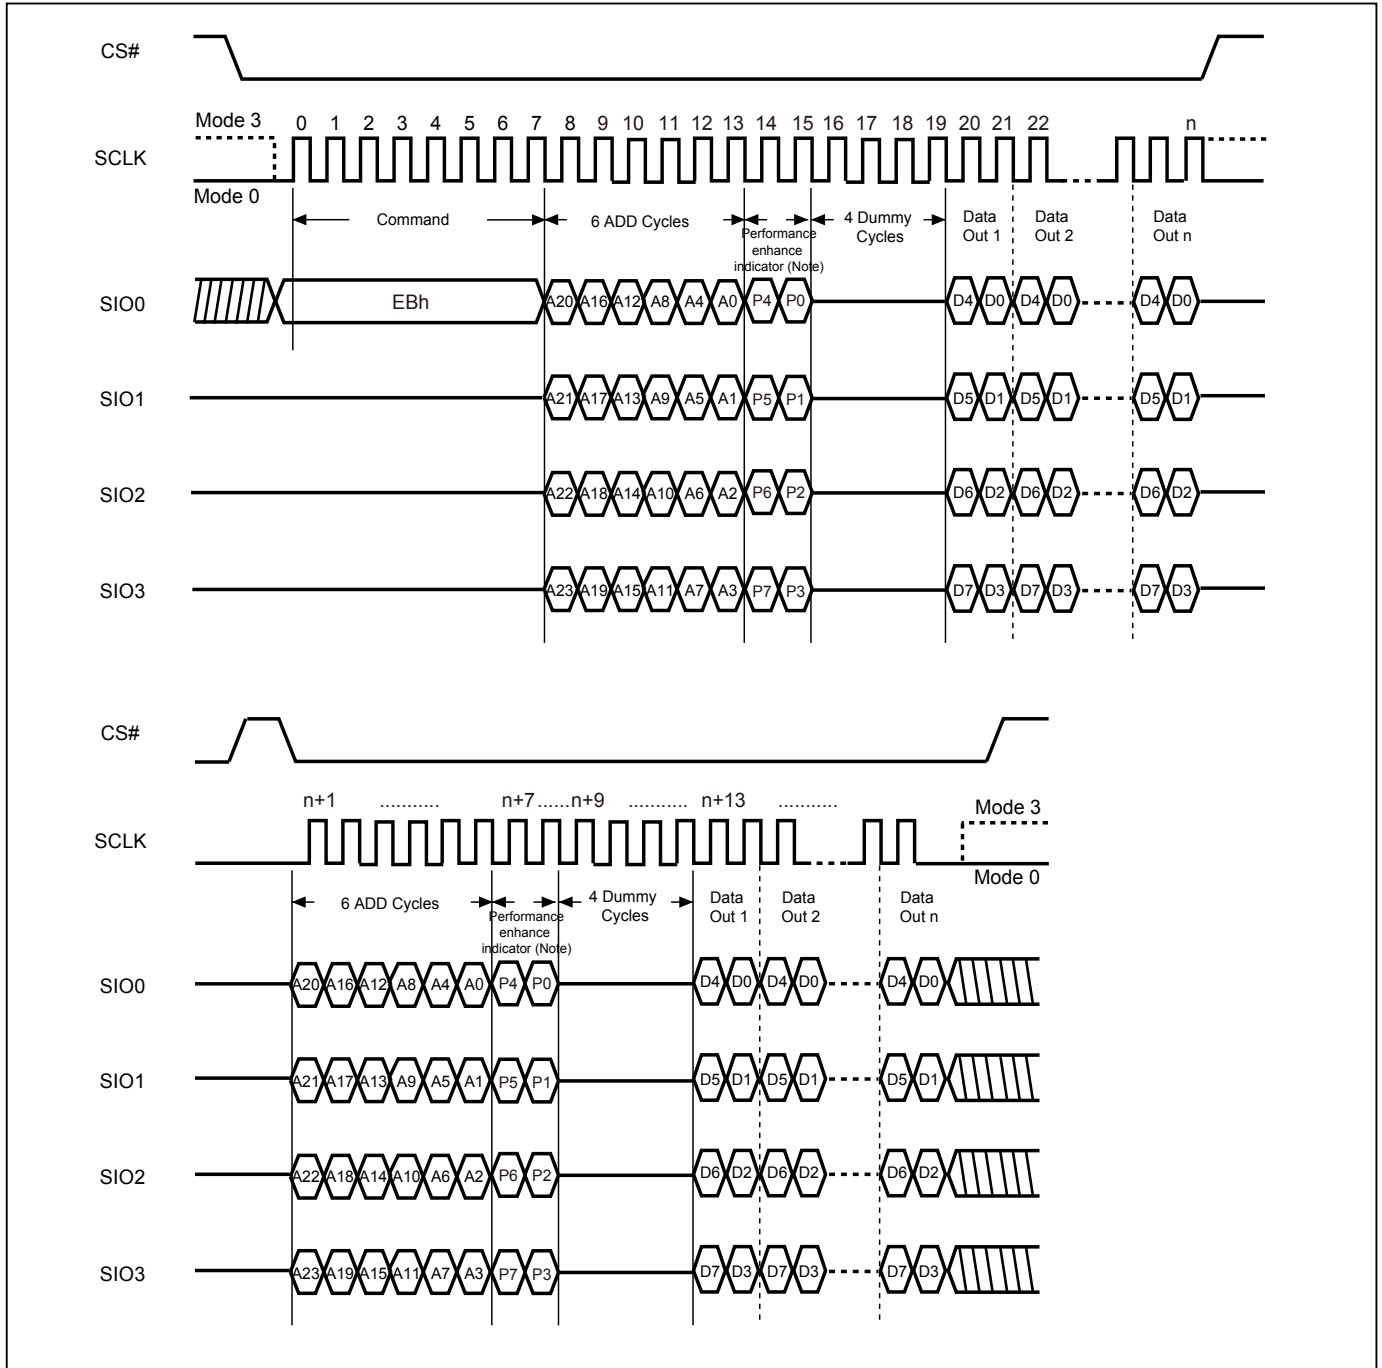 CS#
Mode 3
0 1 2 3 4 5 6 7 8 9 10 11 12 13 14 15 16 17 18 19 20 21 22 n
SCLK
Mode 0
Command
6 ADD Cycles
Performance
enhance
indicator (Note)
4 Dummy
Cycles
Data
Out 1
Data
Out 2
Data
Out n
SIO0 EBh A20 A16 A12 A8 A4 A0 P4 P0 D4 D0 D4 D0 D4 D0
SIO1 A21 A17 A13 A9 A5 A1 P5 P1 D5 D1 D5 D1 D5 D1
SIO2 A22 A18 A14 A10 A6 A2 P6 P2 D6 D2 D6 D2 D6 D2
SIO3 A23 A19 A15 A11 A7 A3 P7 P3 D7 D3 D7 D3 D7 D3
CS#
n+1 ........... n+7 ...... n+9 ........... n+13 ...........
Mode 3
SCLK
Mode 0
6 ADD Cycles
Performance
enhance
indicator (Note)
4 Dummy
Cycles
Data
Out 1
Data
Out 2
Data
Out n
SIO0 A20 A16 A12 A8 A4 A0 P4 P0 D4 D0 D4 D0 D4 D0
SIO1 A21 A17 A13 A9 A5 A1 P5 P1 D5 D1 D5 D1 D5 D1
SIO2 A22 A18 A14 A10 A6 A2 P6 P2 D6 D2 D6 D2 D6 D2
SIO3 A23 A19 A15 A11 A7 A3 P7 P3 D7 D3 D7 D3 D7 D3